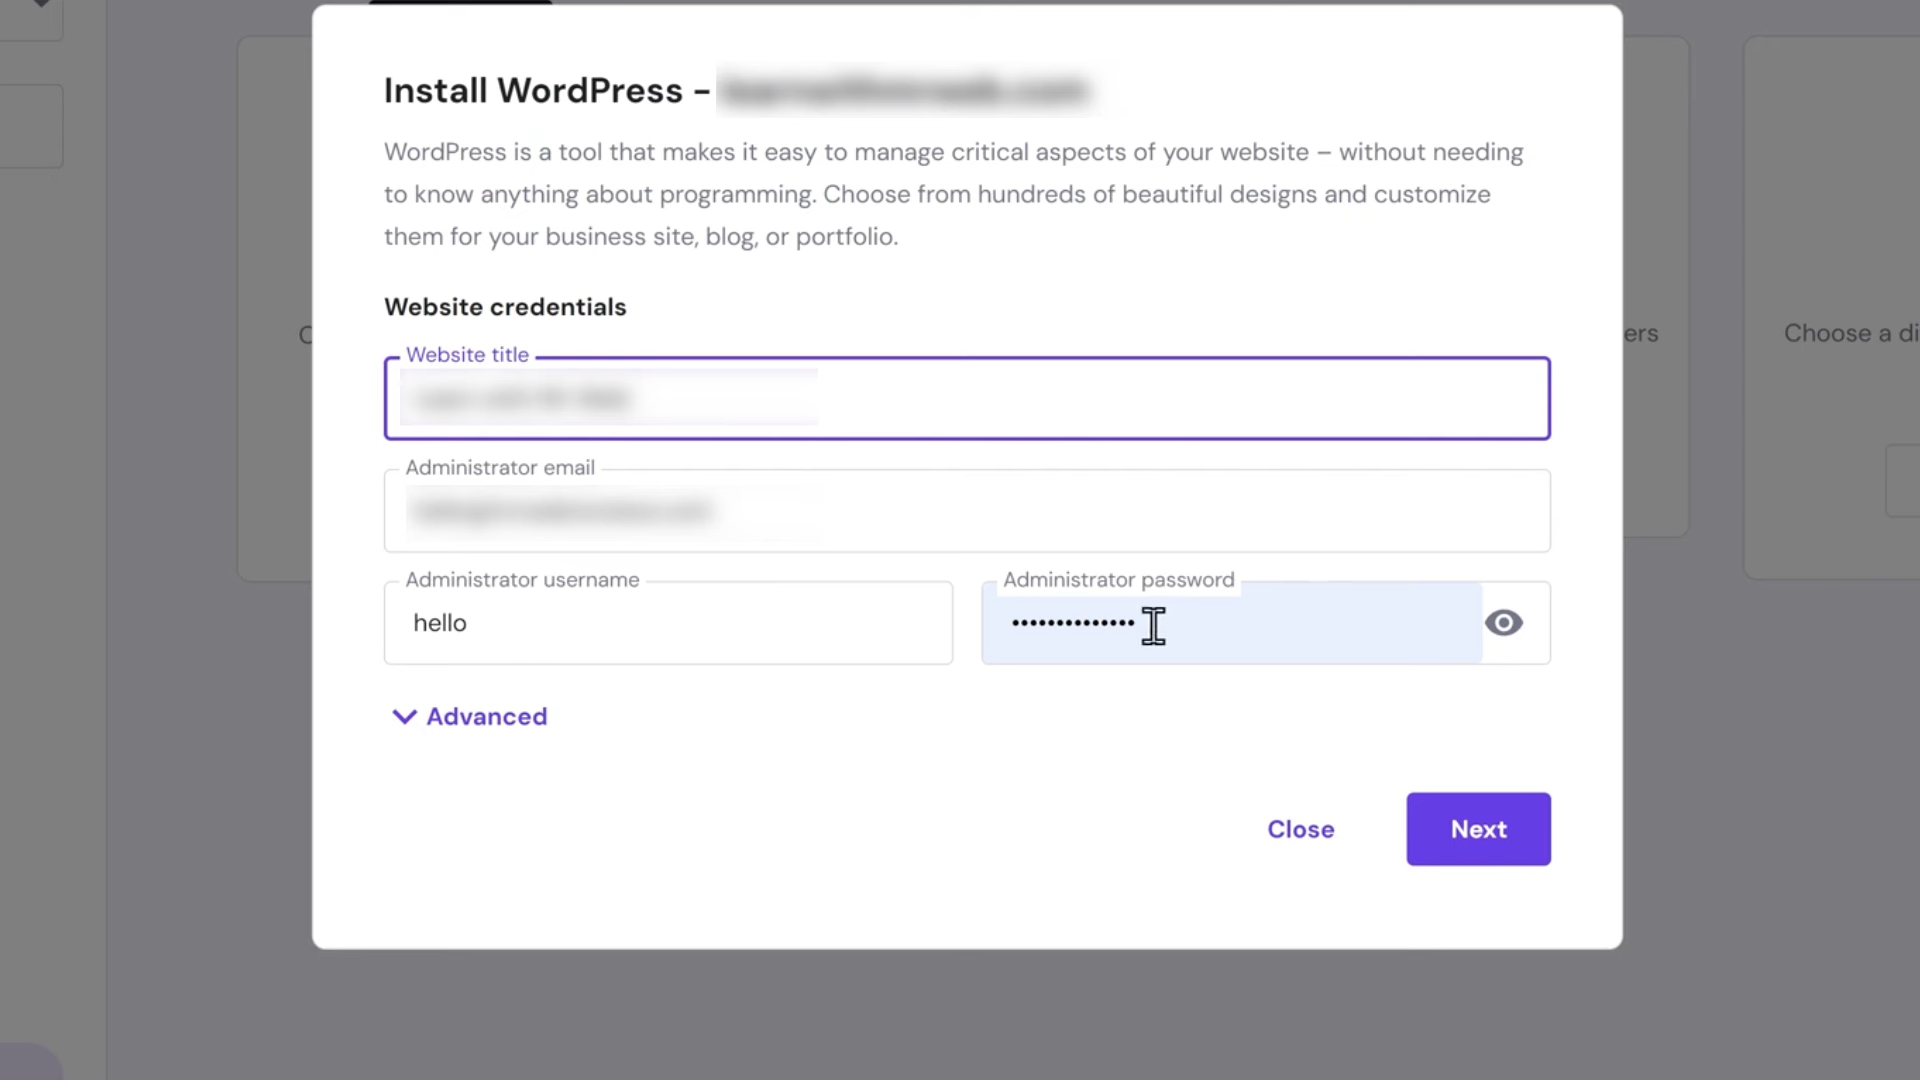 Install WordPress -
WordPress is a tool that makes it easy to manage critical aspects of your website – without needing
to know anything about programming. Choose from hundreds of beautiful designs and customize
them for your business site, blog, or portfolio.
Website credentials
Website title
Administrator email
Administrator username
hello
Administrator password
••••••••••••••
Advanced
Close
Next
ers
Choose a di